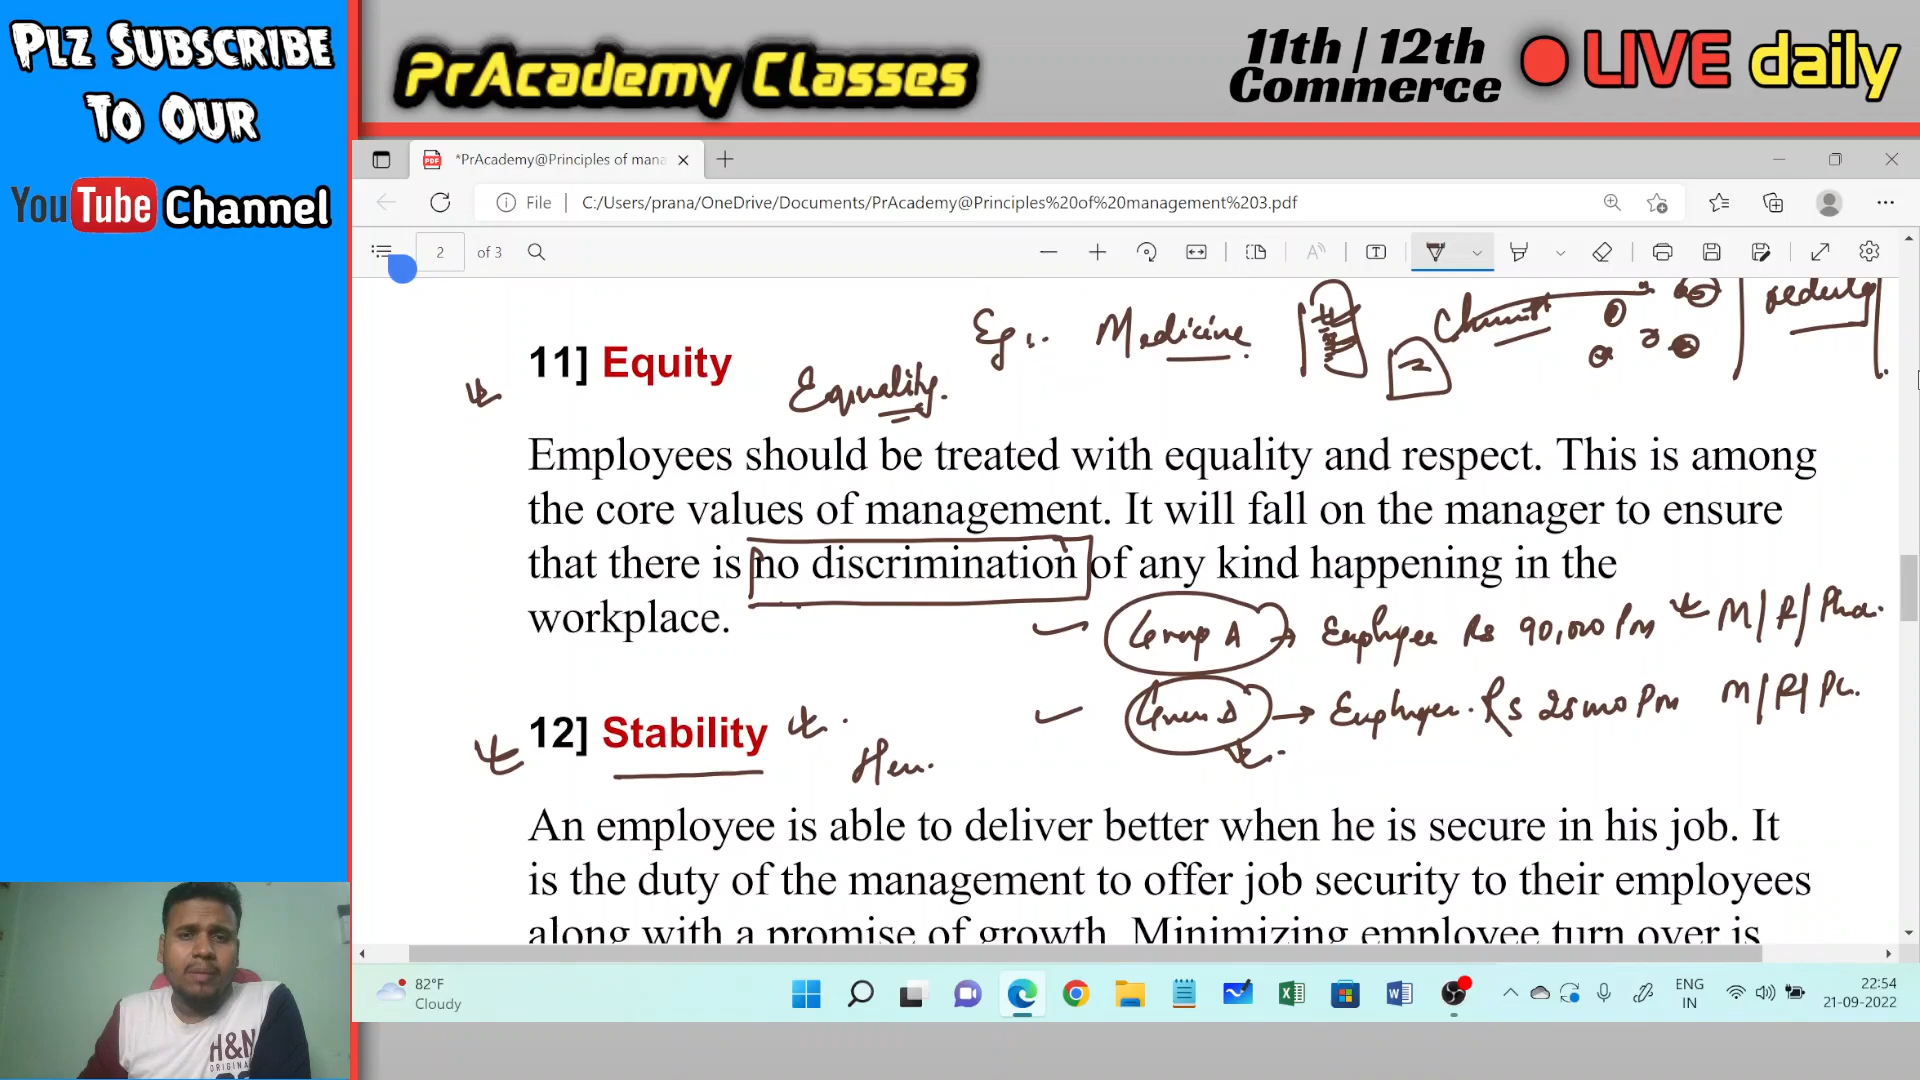 PLZ SUBSCRIBE
TO OUR
YouTube Channel
PrAcademy Classes
11th | 12th
Commerce
LIVE daily
*PrAcademy@Principles of mana
File
C:/Users/prana/OneDrive/Documents/PrAcademy@Principles%20of%20management%203.pdf
2 of 3
Eg:. Medicine
11] Equity
Equality.
Employees should be treated with equality and respect. This is among
the core values of management. It will fall on the manager to ensure
that there is no discrimination of any kind happening in the
workplace.
Group A → Employee Rs 90,000 Pm M/R/
→ Employee. Rs Pm M/R/
12] Stability
An employee is able to deliver better when he is secure in his job. It
is the duty of the management to offer job security to their employees
along with a promise of growth. Minimizing employee turn over is
82°F
Cloudy
ENG
IN
22:54
21-09-2022
H&N
ORIGINA